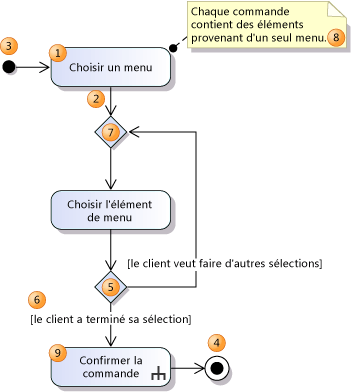 Chaque commande
contient des éléments
provenant d'un seul menu.
8
3
1
Choisir un menu
2
7
Choisir l'élément
de menu
[le client veut faire d'autres sélections]
5
6
[le client a terminé sa sélection]
4
9
Confirmer la
commande